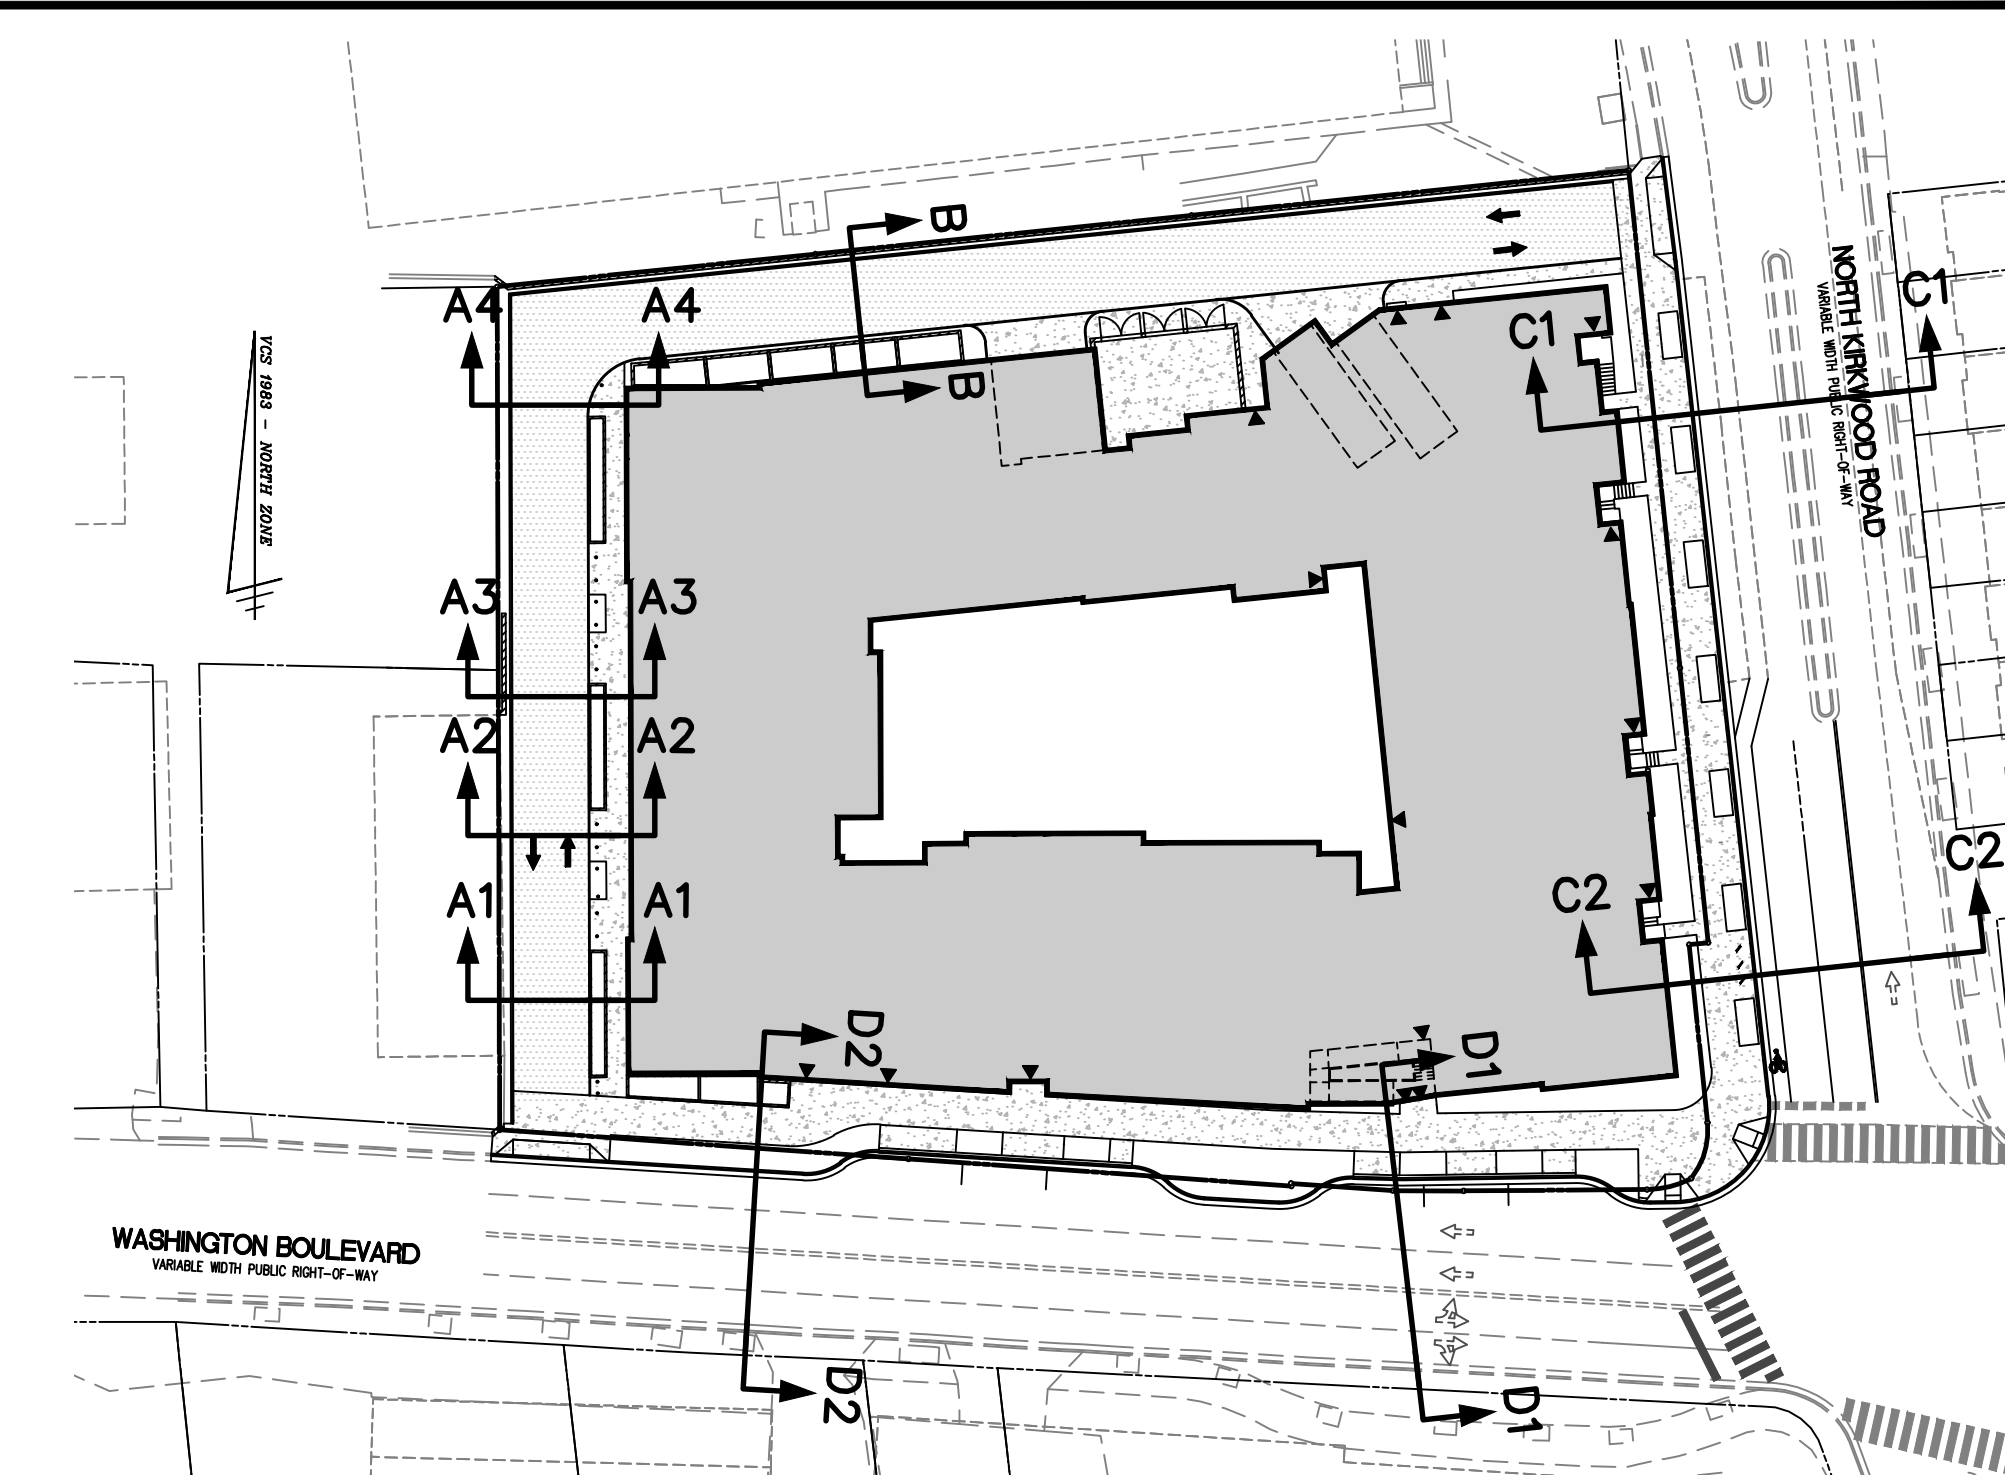 B
A4 A4
C1
C1
B
VCS 1983 - NORTH ZONE
NORTH KIRKWOOD ROAD
VARIABLE WIDTH PUBLIC RIGHT-OF-WAY
A3 A3
A2 A2
C2
A1 A1
C2
D2
D1
WASHINGTON BOULEVARD
VARIABLE WIDTH PUBLIC RIGHT-OF-WAY
D2
D1